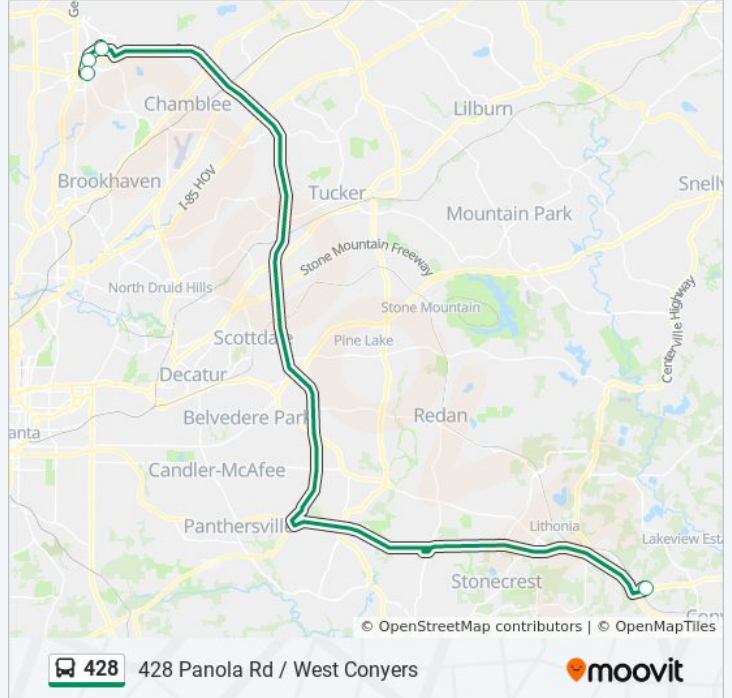 Ge
Chamblee
Lilburn
Brookhaven
I-85 HOV
Tucker
Snelly
Mountain Park
Stone Mountain Freeway
North Druid Hills
Stone Mountain
Centerville Highway
Scottdale
Pine Lake
Decatur
Belvedere Park
Redan
anta
Candler-McAfee
Panthersville
Lithonia
Lakeview Esta
Stonecrest
Cony
© OpenStreetMap contributors | © OpenMapTiles
428 428 Panola Rd / West Conyers
moovit